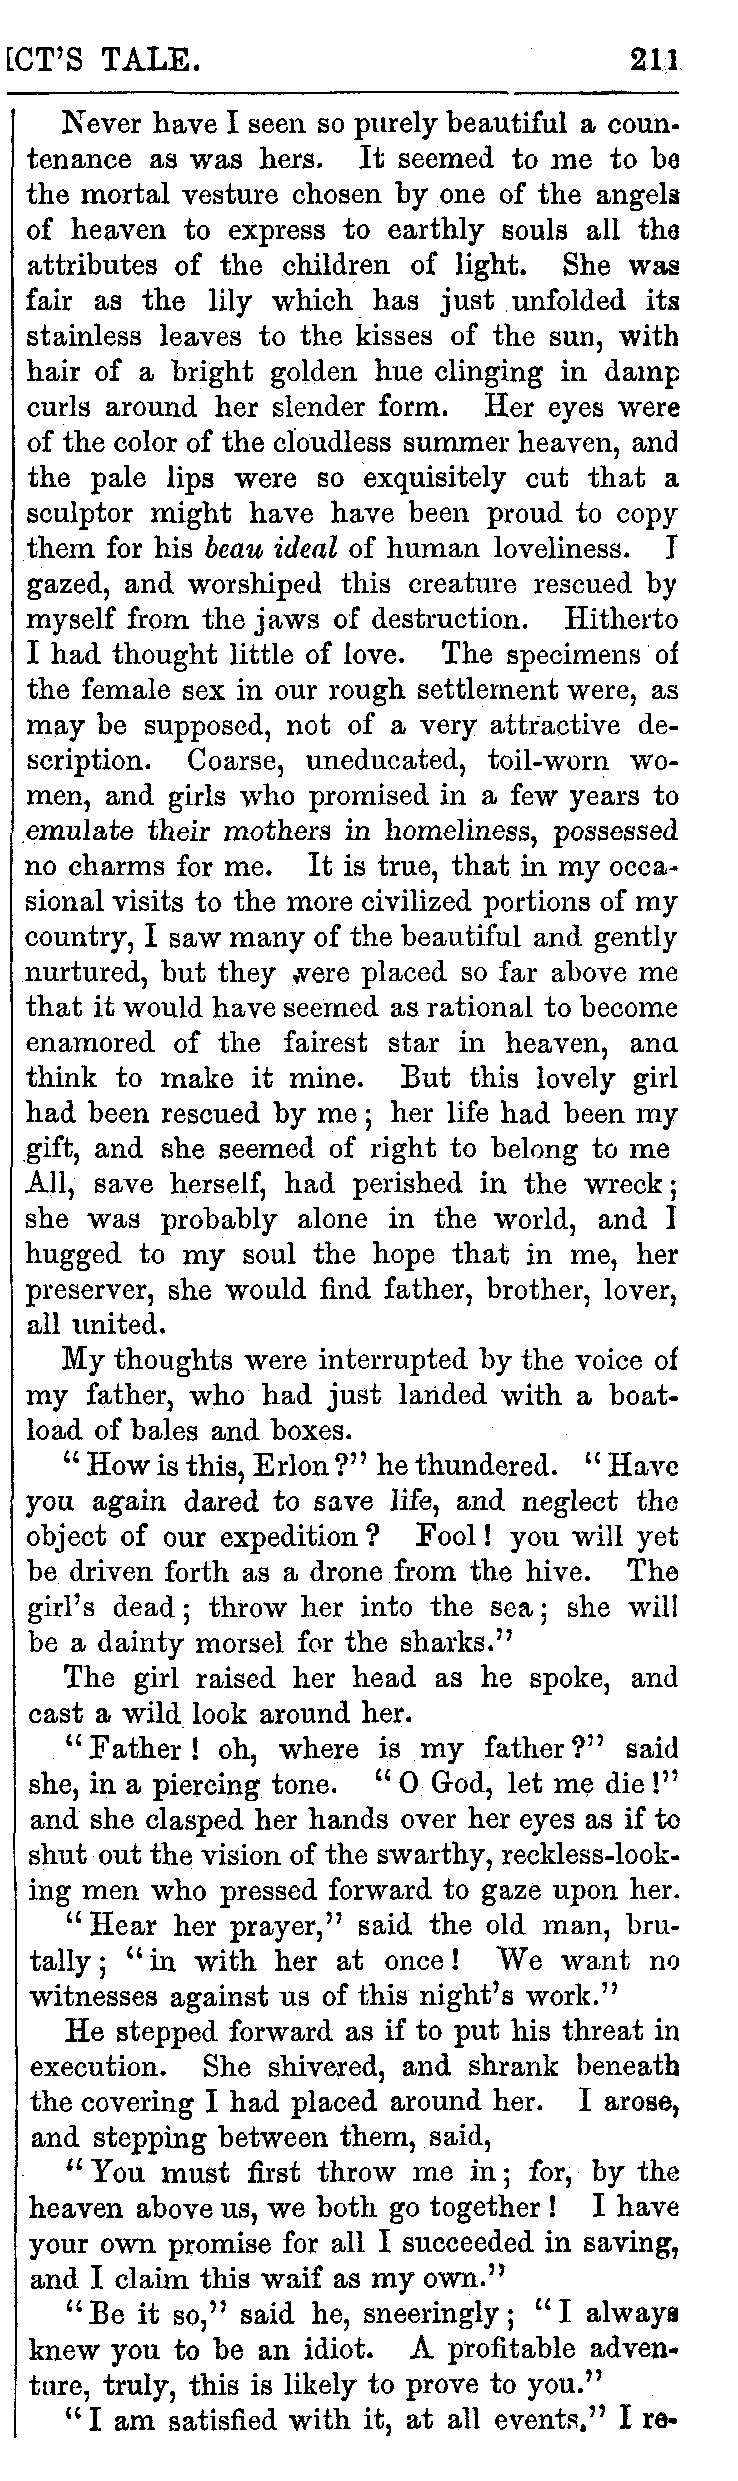 ICT'S TALE. 211
Never have I seen so purely beautiful a coun-
tenance as was hers. It seemed to me to be
the mortal vesture chosen by one of the angels
of heaven to express to earthly souls all the
attributes of the children of light. She was
fair as the lily which has just unfolded its
stainless leaves to the kisses of the sun, with
hair of a bright golden hue clinging in damp
curls around her slender form. Her eyes were
of the color of the cloudless summer heaven, and
the pale lips were so exquisitely cut that a
sculptor might have have been proud to copy
them for his beau ideal of human loveliness. I
gazed, and worshiped this creature rescued by
myself from the jaws of destruction. Hitherto
I had thought little of love. The specimens of
the female sex in our rough settlement were, as
may be supposed, not of a very attractive de-
scription. Coarse, uneducated, toil-worn wo-
men, and girls who promised in a few years to
emulate their mothers in homeliness, possessed
no charms for me. It is true, that in my occa-
sional visits to the more civilized portions of my
country, I saw many of the beautiful and gently
nurtured, but they were placed so far above me
that it would have seemed as rational to become
enamored of the fairest star in heaven, and
think to make it mine. But this lovely girl
had been rescued by me; her life had been my
gift, and she seemed of right to belong to me
All, save herself, had perished in the wreck;
she was probably alone in the world, and I
hugged to my soul the hope that in me, her
preserver, she would find father, brother, lover,
all united.
My thoughts were interrupted by the voice of
my father, who had just landed with a boat-
load of bales and boxes.
"How is this, Erlon?" he thundered. "Have
you again dared to save life, and neglect the
object of our expedition? Fool! you will yet
be driven forth as a drone from the hive. The
girl's dead; throw her into the sea; she will
be a dainty morsel for the sharks."
The girl raised her head as he spoke, and
cast a wild look around her.
"Father! oh, where is my father?" said
she, in a piercing tone. "O God, let me die!"
and she clasped her hands over her eyes as if to
shut out the vision of the swarthy, reckless-look-
ing men who pressed forward to gaze upon her.
"Hear her prayer," said the old man, bru-
tally; "in with her at once! We want no
witnesses against us of this night's work."
He stepped forward as if to put his threat in
execution. She shivered, and shrank beneath
the covering I had placed around her. I arose,
and stepping between them, said,
"You must first throw me in; for, by the
heaven above us, we both go together! I have
your own promise for all I succeeded in saving,
and I claim this waif as my own."
"Be it so," said he, sneeringly; "I always
knew you to be an idiot. A profitable adven-
ture, truly, this is likely to prove to you."
"I am satisfied with it, at all events." I re-